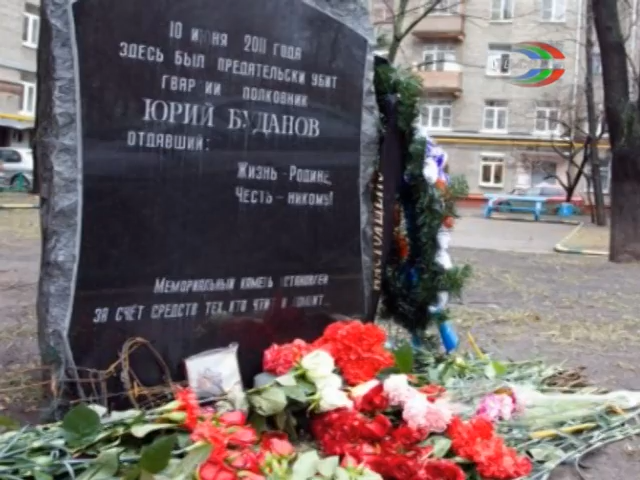 10 июня 2011 года
здесь был предательски убит
гвардии полковник
Юрий Буданов
отдавший:
Жизнь - Родине,
Честь - никому!
Мемориальный камень установлен
за счёт средств тех, кто чтит и помнит...